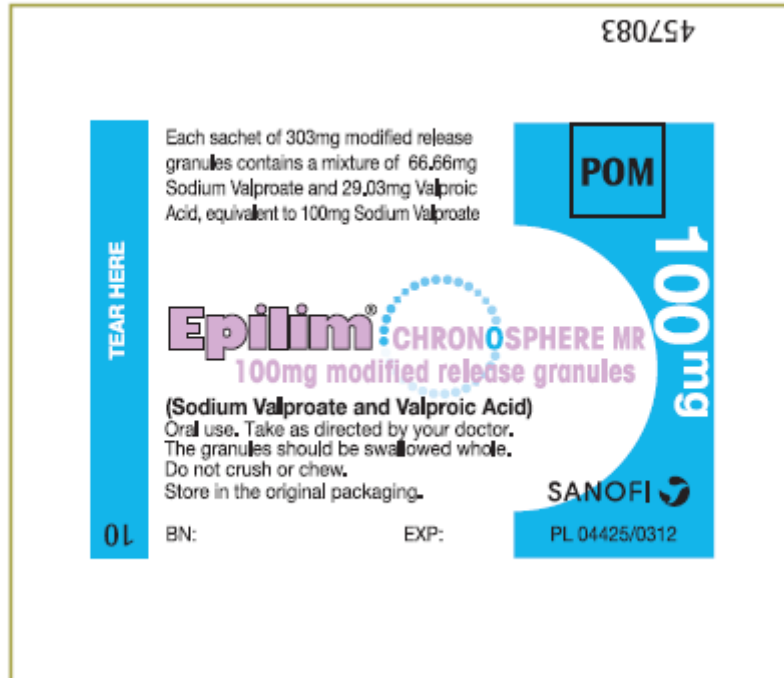 457083
Each sachet of 303mg modified release
granules contains a mixture of 66.66mg
Sodium Valproate and 29.03mg Valproic
Acid, equivalent to 100mg Sodium Valproate
POM
100mg
TEAR HERE
Epilim® CHRONOSPHERE MR
100mg modified release granules
(Sodium Valproate and Valproic Acid)
Oral use. Take as directed by your doctor.
The granules should be swallowed whole.
Do not crush or chew.
Store in the original packaging.
SANOFI
10
BN: EXP:
PL 04425/0312